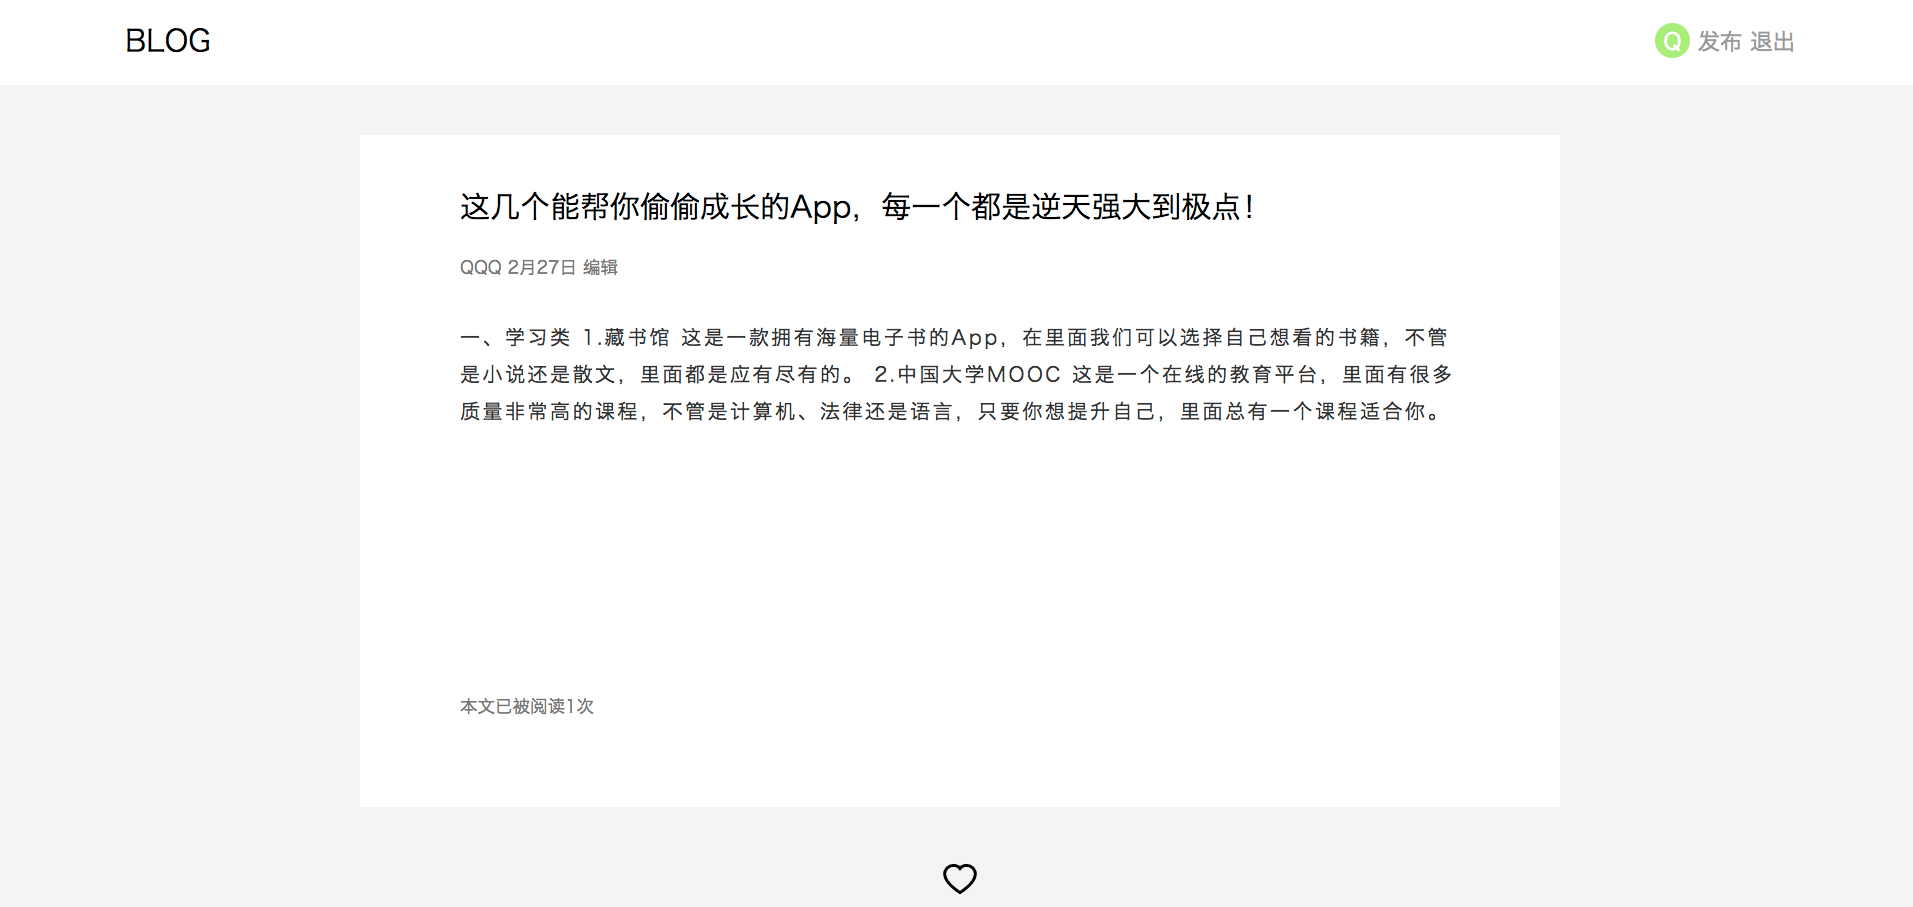 BLOG
Q 发布 退出
这几个能帮你偷偷成长的App，每一个都是逆天强大到极点！
QQQ 2月27日 编辑
一、学习类 1.藏书馆 这是一款拥有海量电子书的App，在里面我们可以选择自己想看的书籍，不管
是小说还是散文，里面都是应有尽有的。 2.中国大学MOOC 这是一个在线的教育平台，里面有很多
质量非常高的课程，不管是计算机、法律还是语言，只要你想提升自己，里面总有一个课程适合你。
本文已被阅读1次